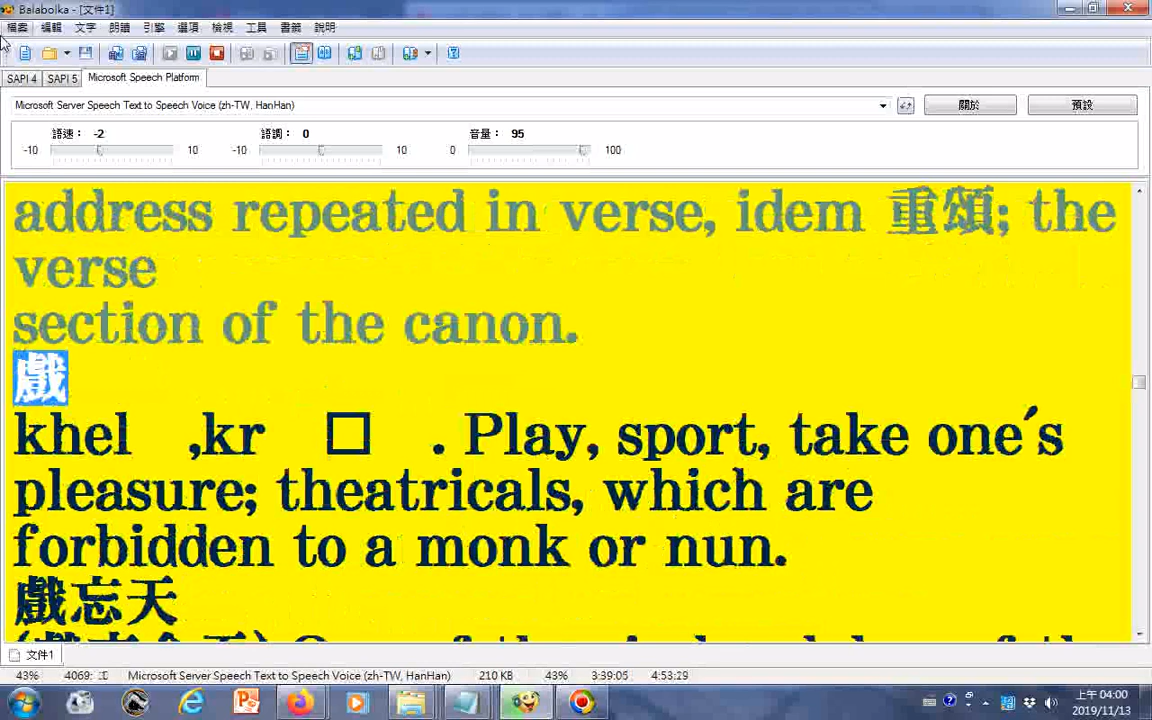 Balabolka - [文件1]
檔案 編輯 文字 朗讀 引擎 選項 檢視 工具 書籤 說明
SAPI 4 SAPI 5 Microsoft Speech Platform
Microsoft Server Speech Text to Speech Voice (zh-TW, HanHan) 關於 預設
語速： -2 語調： 0 音量： 95
-10 10 -10 10 0 100
address repeated in verse, idem 重頌; the
verse
section of the canon.
戲
khel ,kr □ . Play, sport, take one's
pleasure; theatricals, which are
forbidden to a monk or nun.
戲忘天
文件1
43% 4069: Microsoft Server Speech Text to Speech Voice (zh-TW, HanHan) 210 KB 43% 3:39:05 4:53:29
上午 04:00
2019/11/13